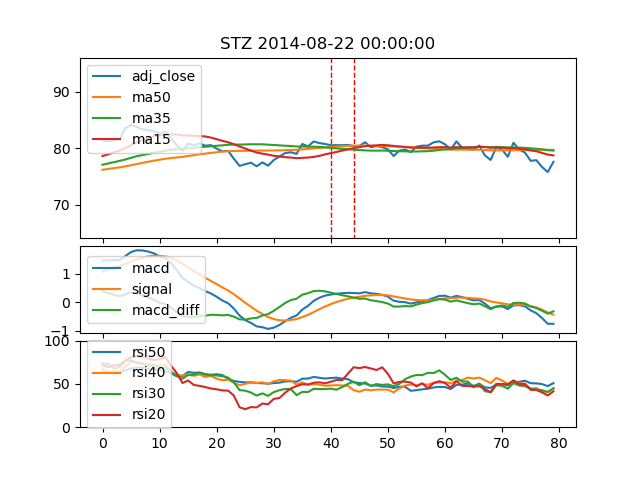 STZ 2014-08-22 00:00:00
adj_close
ma50
ma35
ma15
90
80
70
macd
signal
macd_diff
1
0
−1
rsi50
rsi40
rsi30
rsi20
100
50
0
0 10 20 30 40 50 60 70 80